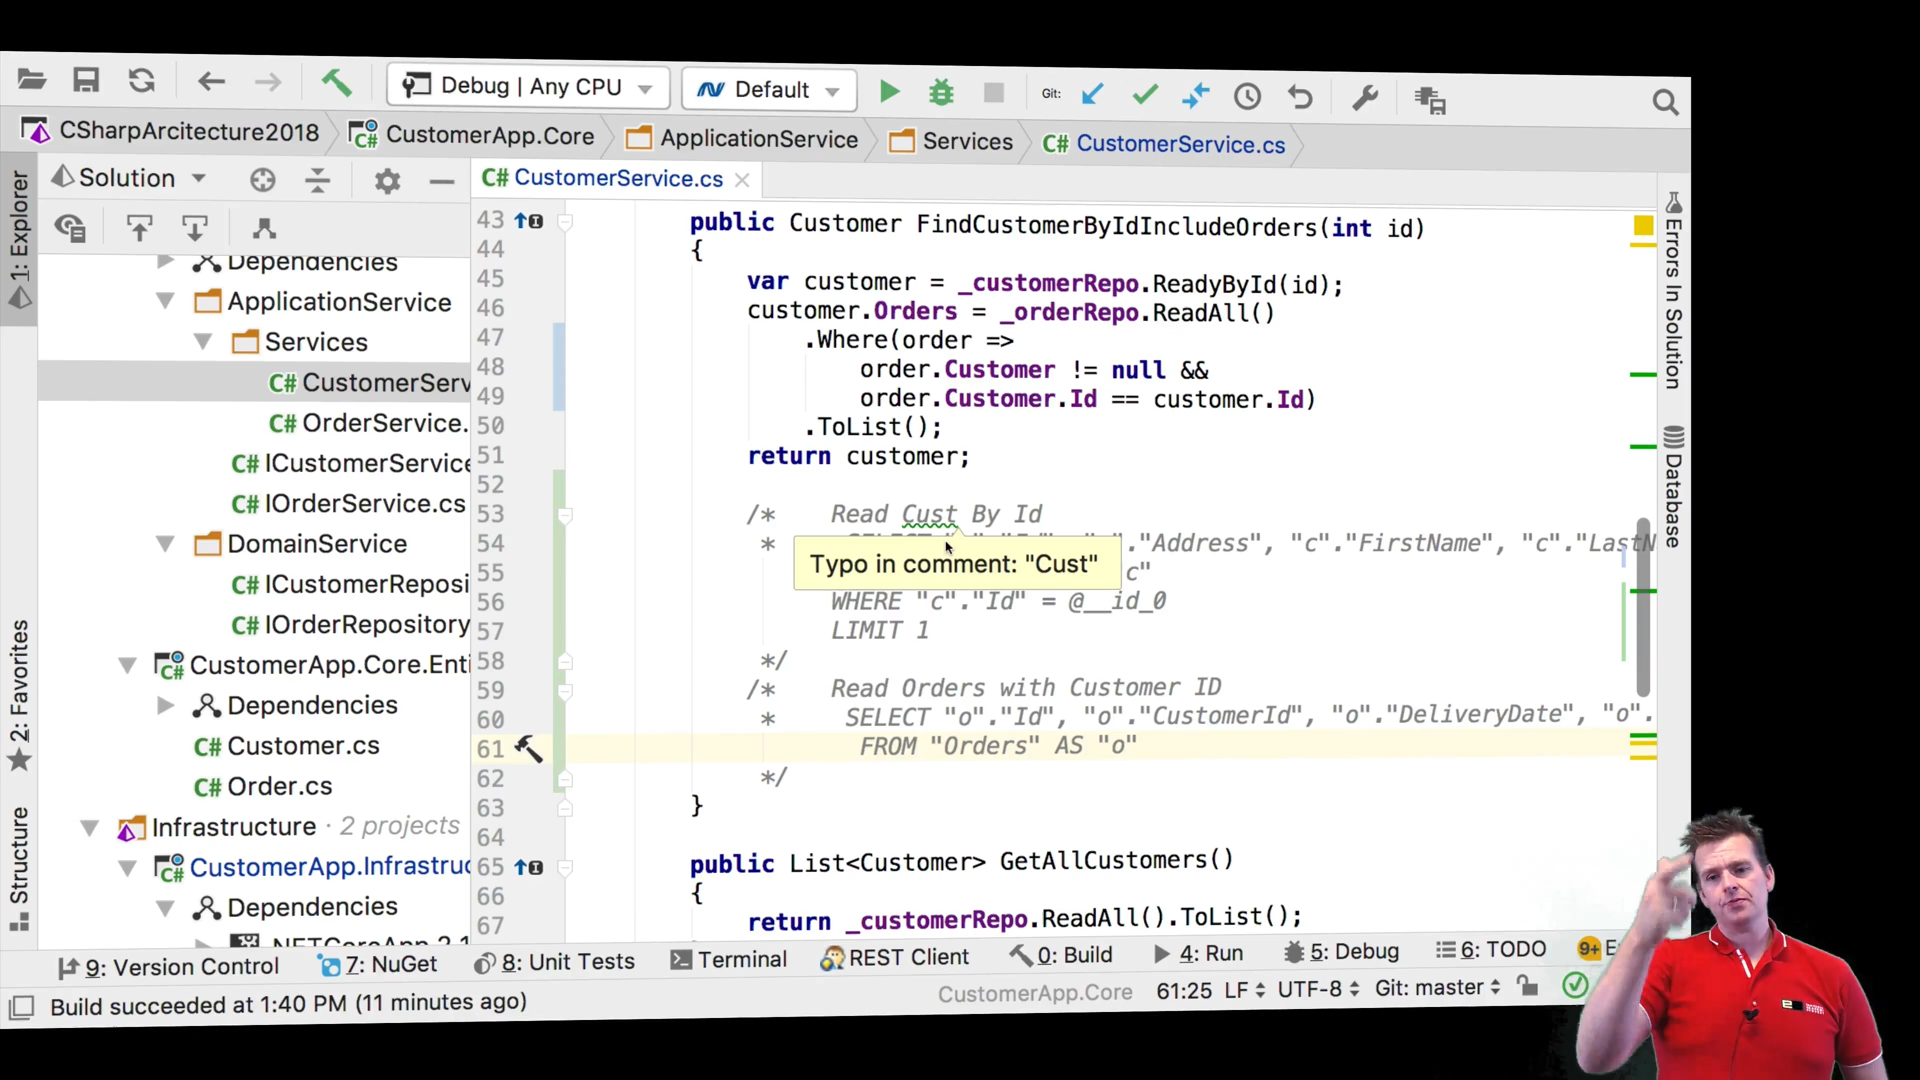 Debug | Any CPU
Default
Git:
CSharpArcitecture2018
CustomerApp.Core
ApplicationService
Services
C# CustomerService.cs
1: Explorer
2: Favorites
Structure
Solution
Dependencies
ApplicationService
Services
C# CustomerServ
C# OrderService.
C# ICustomerService
C# IOrderService.cs
DomainService
C# ICustomerReposi
C# IOrderRepository
C# CustomerApp.Core.Enti
Dependencies
C# Customer.cs
C# Order.cs
Infrastructure · 2 projects
C# CustomerApp.Infrastruc
Dependencies
.NETCoreApp 2.1
C# CustomerService.cs
43 public Customer FindCustomerByIdIncludeOrders(int id)
44 {
45 var customer = _customerRepo.ReadyById(id);
46 customer.Orders = _orderRepo.ReadAll()
47 .Where(order =>
48 order.Customer != null &&
49 order.Customer.Id == customer.Id)
50 .ToList();
51 return customer;
52
53 /* Read Cust By Id
54 * "Address", "c"."FirstName", "c"."LastN
Typo in comment: "Cust"
55 c"
56 WHERE "c"."Id" = @__id_0
57 LIMIT 1
58 */
59 /* Read Orders with Customer ID
60 * SELECT "o"."Id", "o"."CustomerId", "o"."DeliveryDate", "o".
61 FROM "Orders" AS "o"
62 */
63 }
64
65 public List<Customer> GetAllCustomers()
66 {
67 return _customerRepo.ReadAll().ToList();
Errors In Solution
Database
9: Version Control
7: NuGet
8: Unit Tests
Terminal
REST Client
0: Build
4: Run
5: Debug
6: TODO
9+ E
Build succeeded at 1:40 PM (11 minutes ago)
CustomerApp.Core
61:25
LF
UTF-8
Git: master